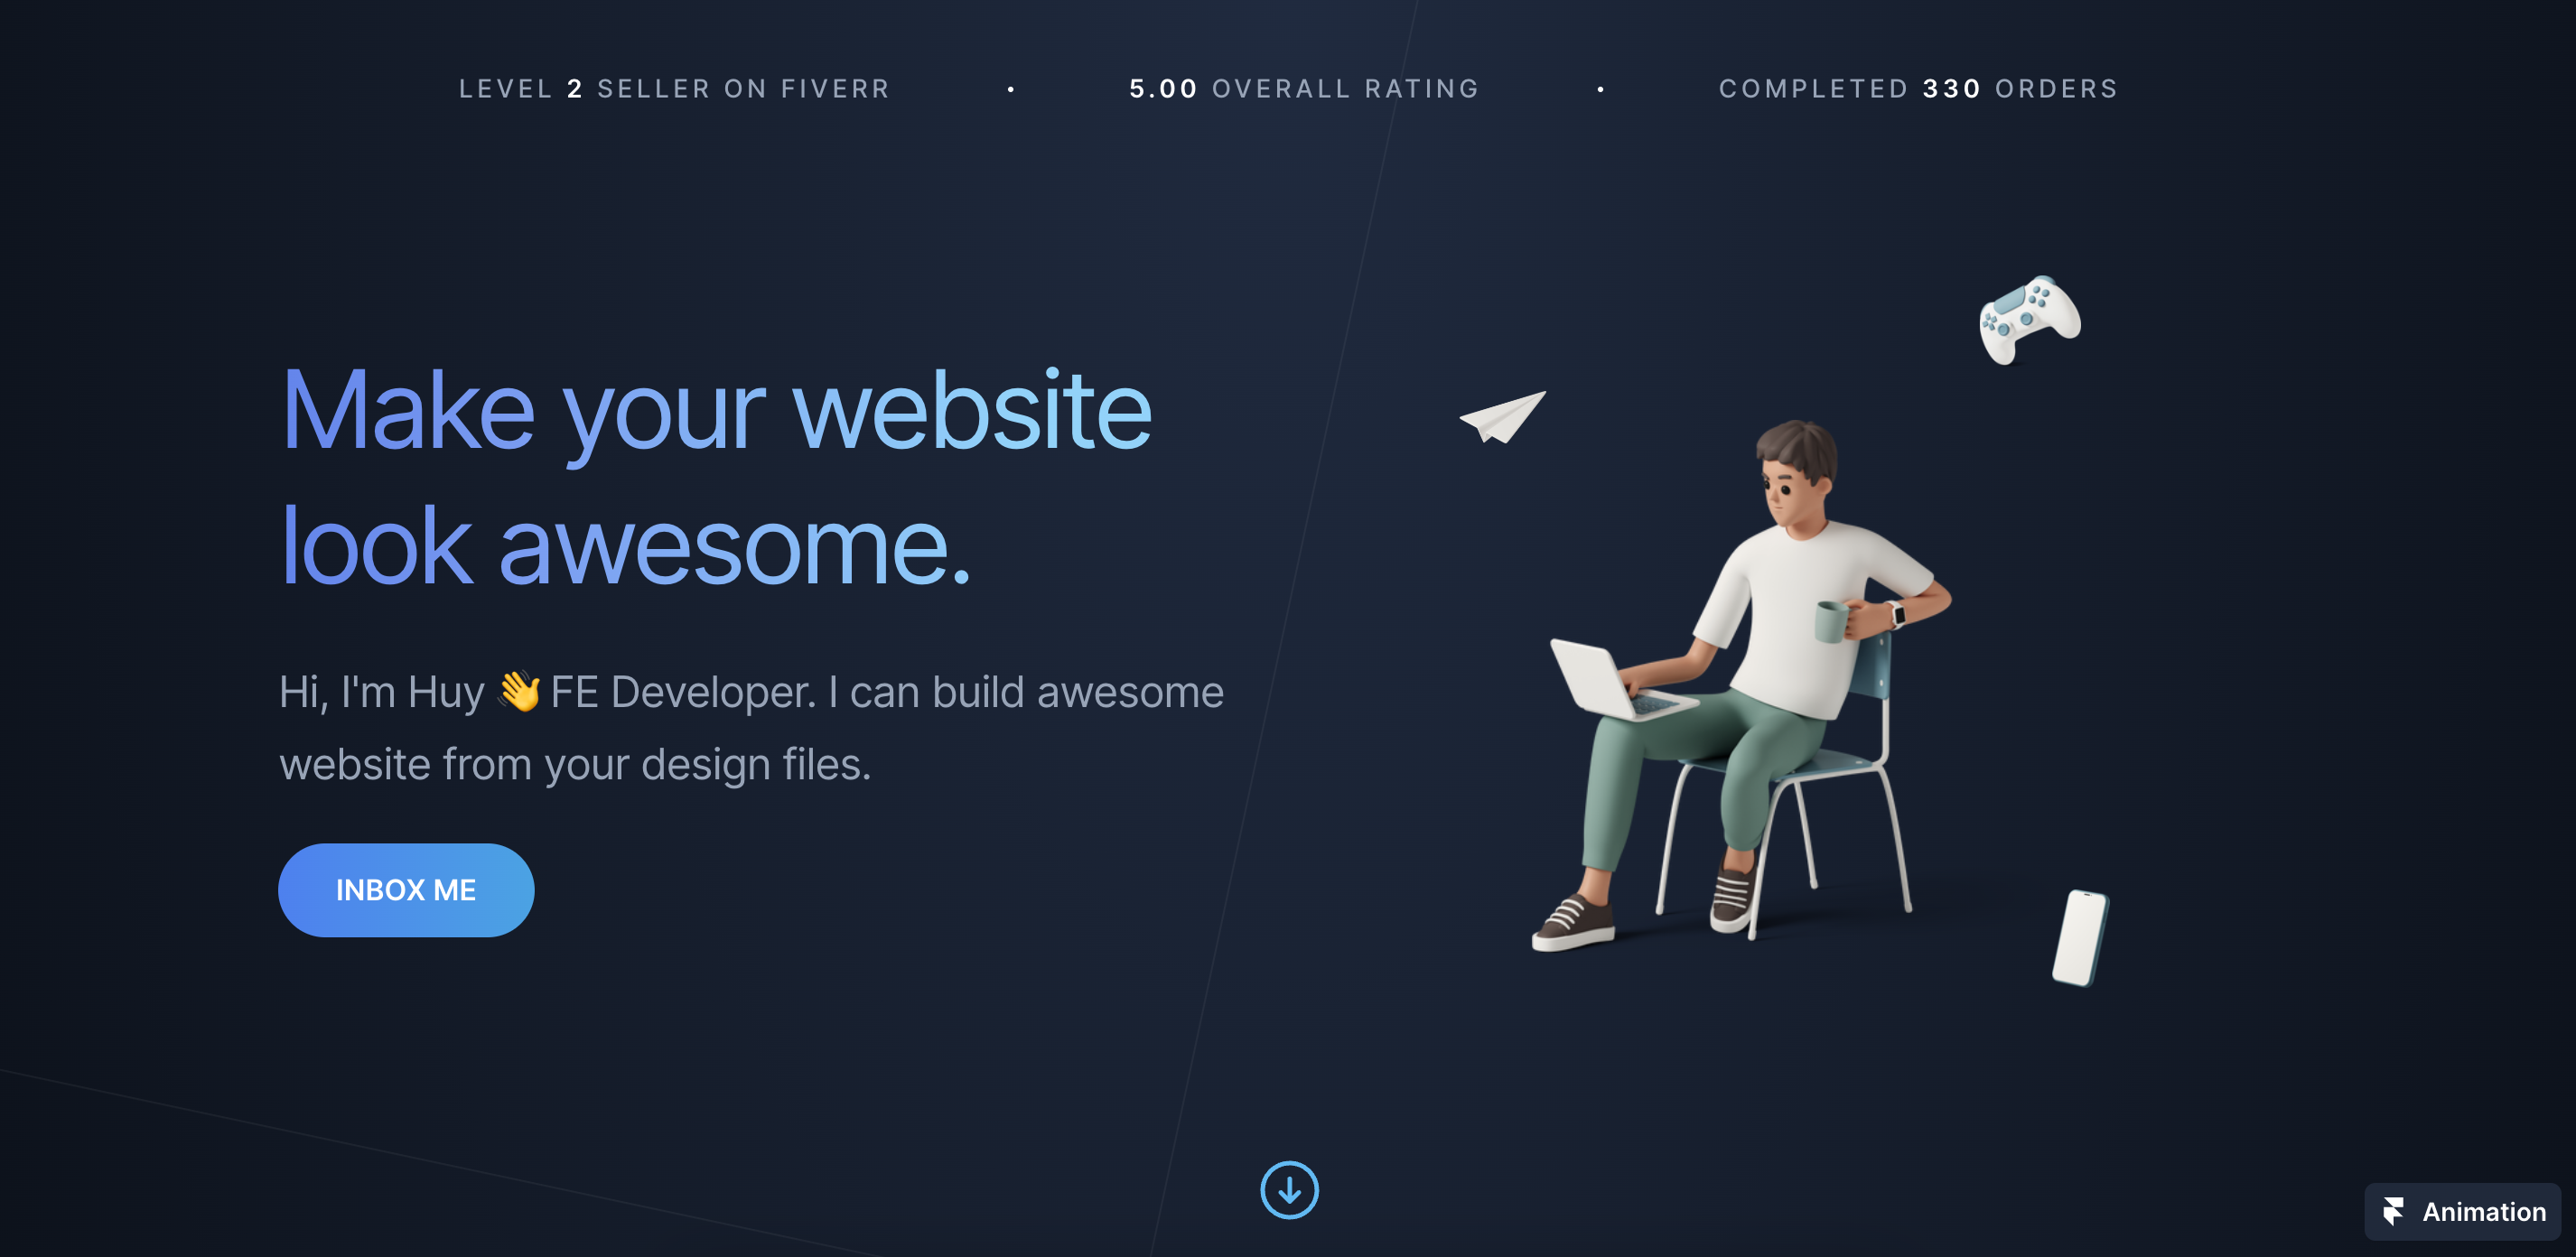 LEVEL 2 SELLER ON FIVERR • 5.00 OVERALL RATING • COMPLETED 330 ORDERS
Make your website
look awesome.
Hi, I'm Huy 👋 FE Developer. I can build awesome
website from your design files.
INBOX ME
Animation